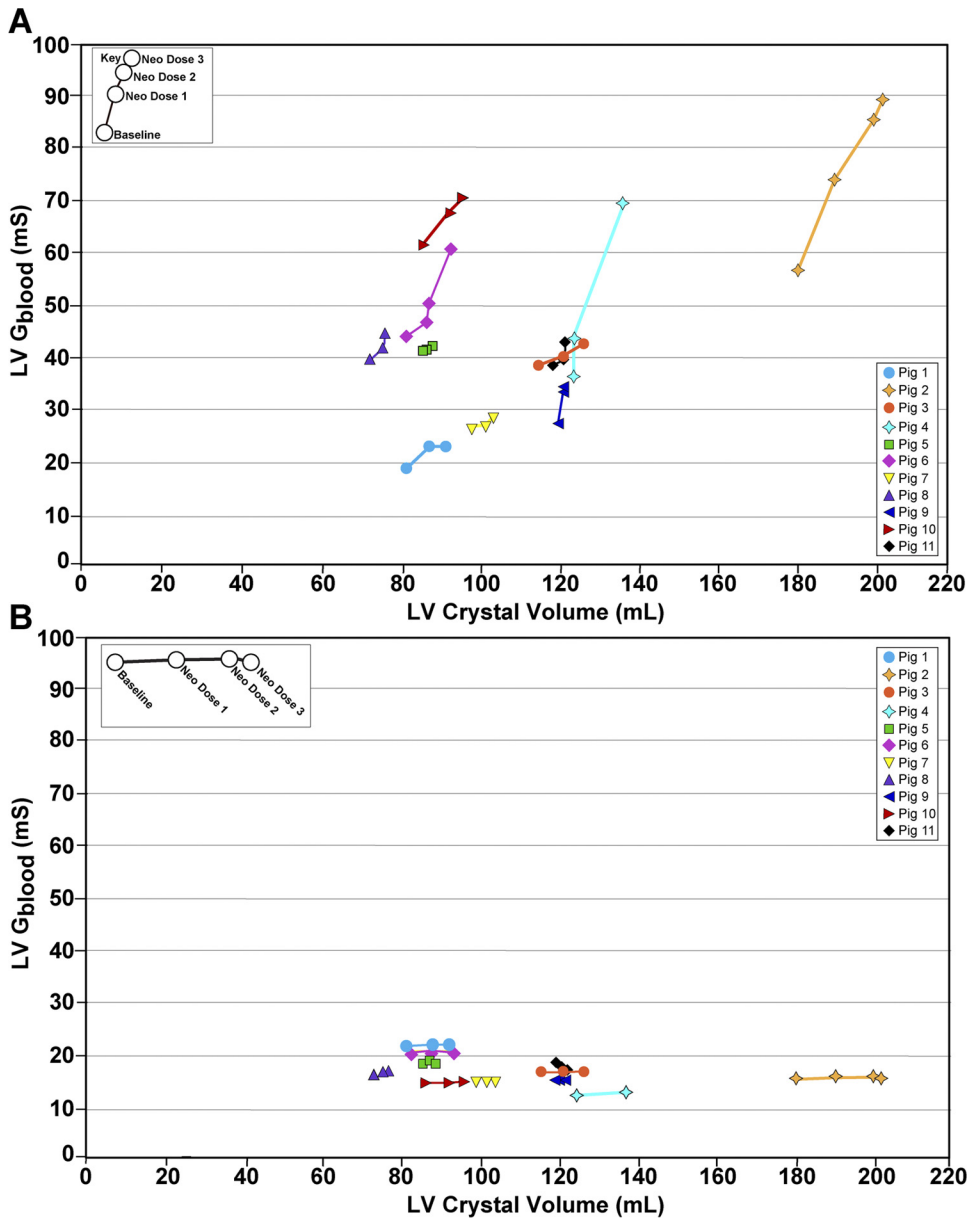 A
100
90
80
70
60
50
40
30
20
10
0
LV Gblood (mS)
Key
Neo Dose 3
Neo Dose 2
Neo Dose 1
Baseline
Pig 1
Pig 2
Pig 3
Pig 4
Pig 5
Pig 6
Pig 7
Pig 8
Pig 9
Pig 10
Pig 11
0 20 40 60 80 100 120 140 160 180 200 220
LV Crystal Volume (mL)
B
100
90
80
70
60
50
40
30
20
10
0
LV Gblood (mS)
Baseline
Neo Dose 1
Neo Dose 2
Neo Dose 3
Pig 1
Pig 2
Pig 3
Pig 4
Pig 5
Pig 6
Pig 7
Pig 8
Pig 9
Pig 10
Pig 11
0 20 40 60 80 100 120 140 160 180 200 220
LV Crystal Volume (mL)